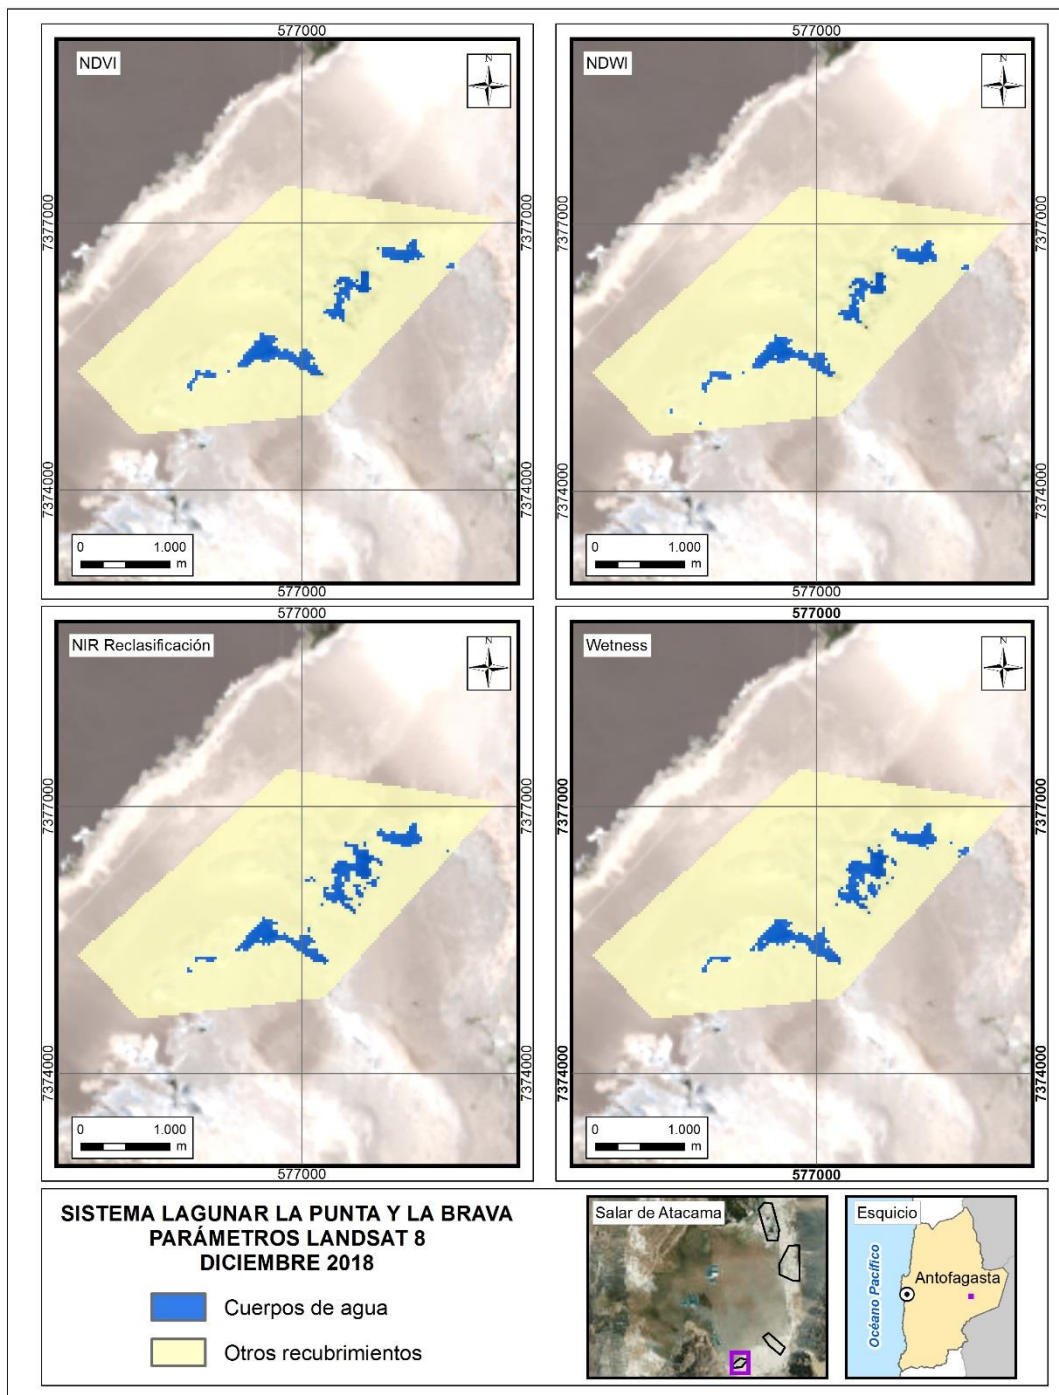 577000
577000
NDVI
N
NDWI
N
7377000
7377000
7377000
7377000
7374000
7374000
7374000
7374000
0 1.000
m
0 1.000
m
577000
577000
577000
577000
NIR Reclasificación
N
Wetness
N
7377000
7377000
7377000
7377000
7374000
7374000
7374000
7374000
0 1.000
m
0 1.000
m
577000
577000
SISTEMA LAGUNAR LA PUNTA Y LA BRAVA
PARÁMETROS LANDSAT 8
DICIEMBRE 2018
Cuerpos de agua
Otros recubrimientos
Salar de Atacama
Esquicio
Océano Pacífico
Antofagasta